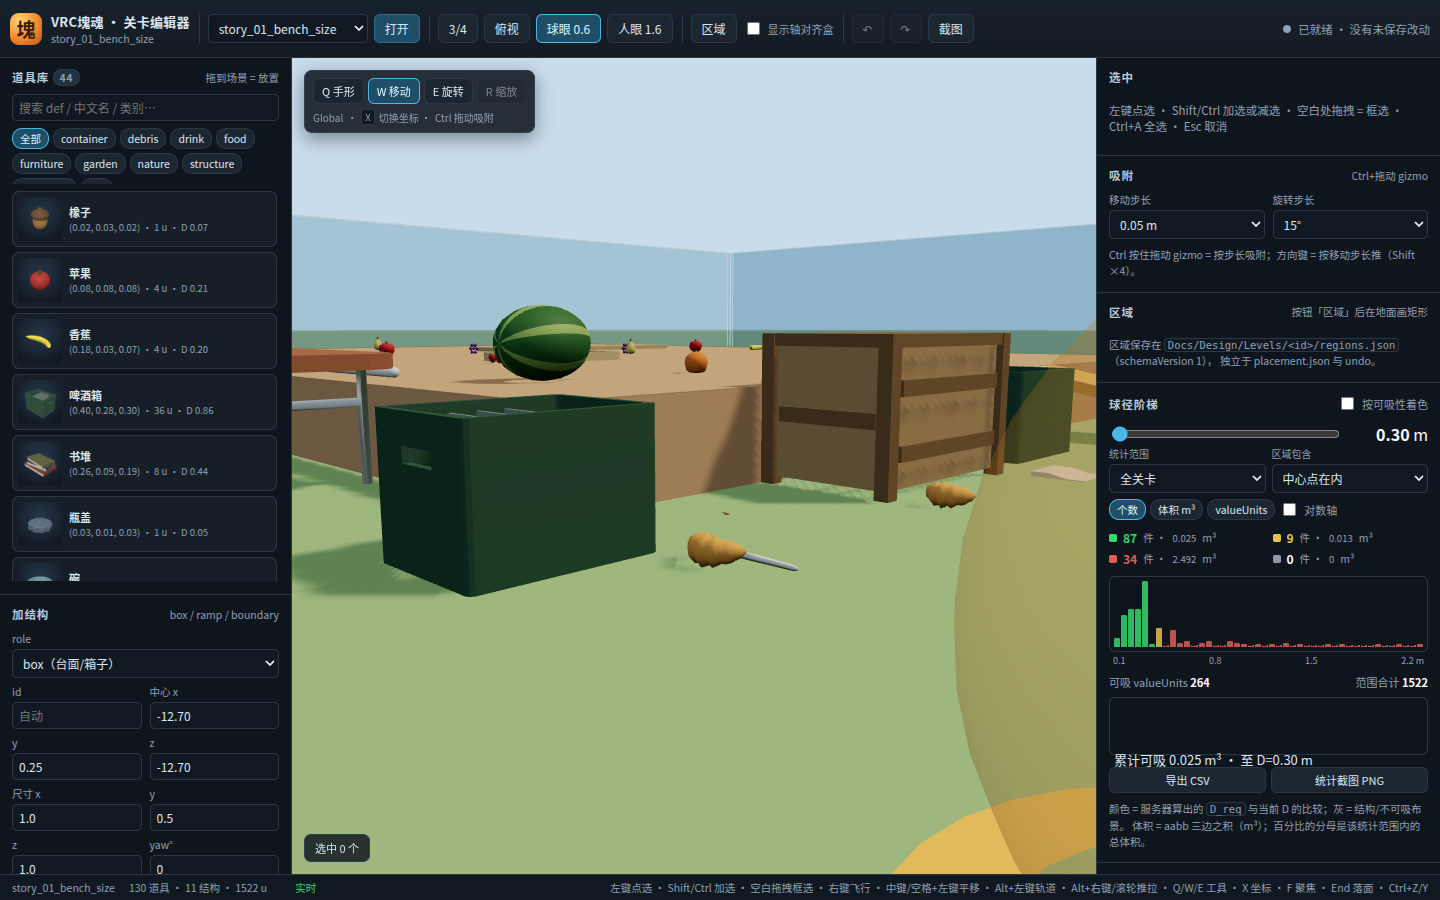 塊
VRC塊魂 · 关卡编辑器
story_01_bench_size
story_01_bench_size
打开
3/4
俯视
球眼 0.6
人眼 1.6
区域
显示轴对齐盒
↶
↷
截图
已就绪 · 没有未保存改动
道具库 44
拖到场景 = 放置
搜索 def / 中文名 / 类别…
全部
container
debris
drink
food
furniture
garden
nature
structure
橡子
(0.02, 0.03, 0.02) · 1 u · D 0.07
苹果
(0.08, 0.08, 0.08) · 4 u · D 0.21
香蕉
(0.18, 0.03, 0.07) · 4 u · D 0.20
啤酒箱
(0.40, 0.28, 0.30) · 36 u · D 0.86
书堆
(0.26, 0.09, 0.19) · 8 u · D 0.44
瓶盖
(0.03, 0.01, 0.03) · 1 u · D 0.05
碗
加结构
box / ramp / boundary
role
box（台面/箱子）
id
中心 x
自动
-12.70
y
z
0.25
-12.70
尺寸 x
y
1.0
0.5
z
yaw°
1.0
0
Q 手形
W 移动
E 旋转
R 缩放
Global · X 切换坐标 · Ctrl 拖动吸附
选中 0 个
选中
左键点选 · Shift/Ctrl 加选或减选 · 空白处拖拽 = 框选 ·
Ctrl+A 全选 · Esc 取消
吸附
Ctrl+拖动 gizmo
移动步长
旋转步长
0.05 m
15°
Ctrl 按住拖动 gizmo = 按步长吸附；方向键 = 按移动步长推（Shift
×4）。
区域
按钮「区域」后在地面画矩形
区域保存在 Docs/Design/Levels/<id>/regions.json
（schemaVersion 1），独立于 placement.json 与 undo。
球径阶梯
按可吸性着色
0.30 m
统计范围
区域包含
全关卡
中心点在内
个数
体积 m³
valueUnits
对数轴
87 件 · 0.025 m³
9 件 · 0.013 m³
34 件 · 2.492 m³
0 件 · 0 m³
0.1
0.8
1.5
2.2 m
可吸 valueUnits 264
范围合计 1522
累计可吸 0.025 m³ · 至 D=0.30 m
导出 CSV
统计截图 PNG
颜色 = 服务器算出的 D_req 与当前 D 的比较；灰 = 结构/不可吸布
景。 体积 = aabb 三边之积（m³）；百分比的分母是该统计范围内的
总体积。
story_01_bench_size
130 道具 · 11 结构 · 1522 u
实时
左键点选 · Shift/Ctrl 加选 · 空白拖拽框选 · 右键飞行 · 中键/空格+左键平移 · Alt+左键轨道 · Alt+右键/滚轮推拉 · Q/W/E 工具 · X 坐标 · F 聚焦 · End 落面 · Ctrl+Z/Y